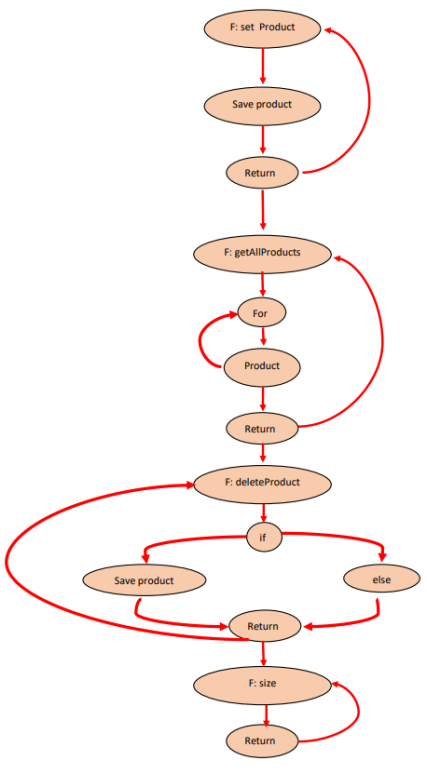 F: set  Product
Save product
Return
F: getAllProducts
For
Product
Return
F: deleteProduct
if
Save product
else
Return
F: size
Return